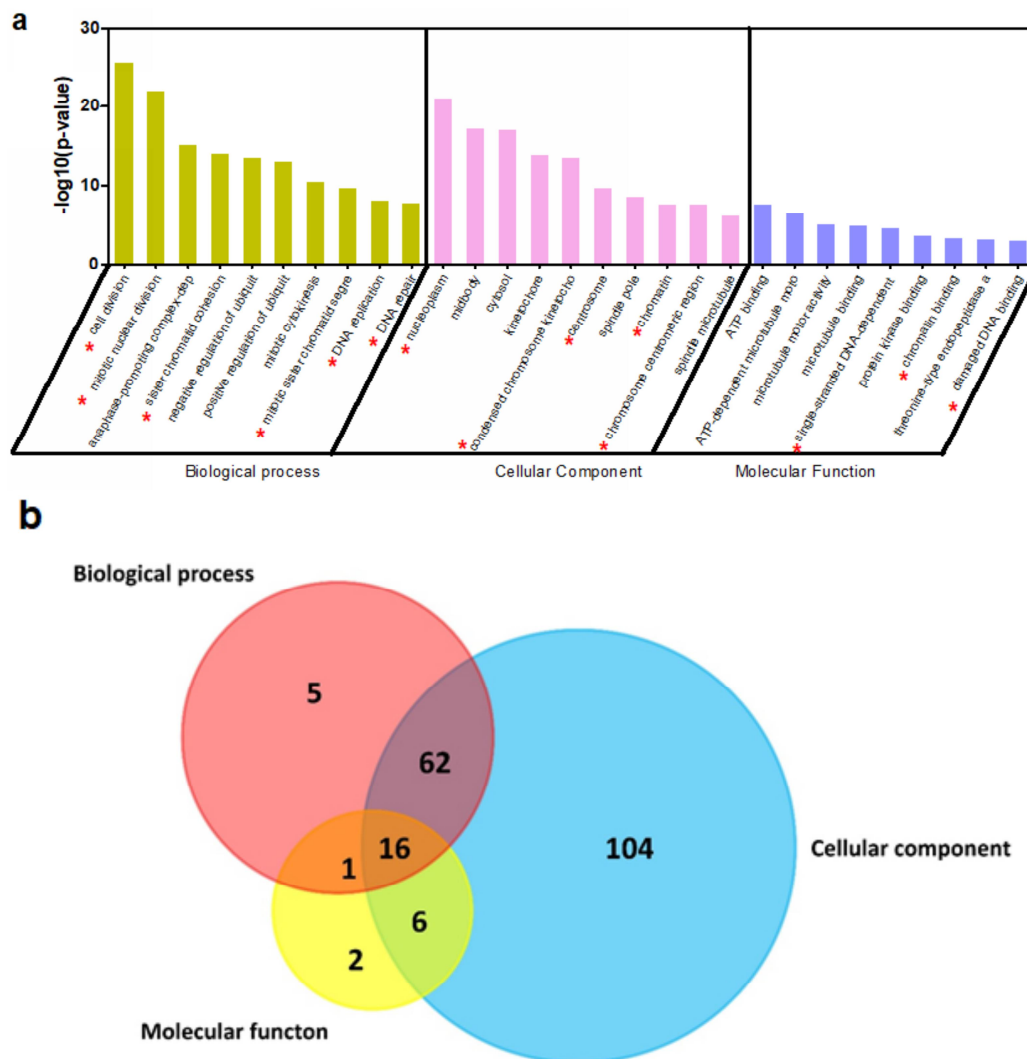 a
-log10(p-value)
30
20
10
0
* cell division
* mitotic nuclear division
anaphase-promoting complex-dep
* sister chromatid cohesion
negative regulation of ubiquit
positive regulation of ubiquit
mitotic cytokinesis
* mitotic sister chromatid segre
* DNA replication
* DNA repair
* nucleoplasm
midbody
cytosol
kinetochore
* condensed chromosome kinetocho
* centrosome
spindle pole
* chromatin
* chromosome centromeric region
spindle microtubule
ATP binding
ATP-dependent microtubule moto
microtubule motor activity
microtubule binding
* single-stranded DNA-dependent
protein kinase binding
* chromatin binding
threonine-type endopeptidase a
* damaged DNA binding
Biological process
Cellular Component
Molecular Function
b
Biological process
5
62
16
1
104
Cellular component
6
2
Molecular functon